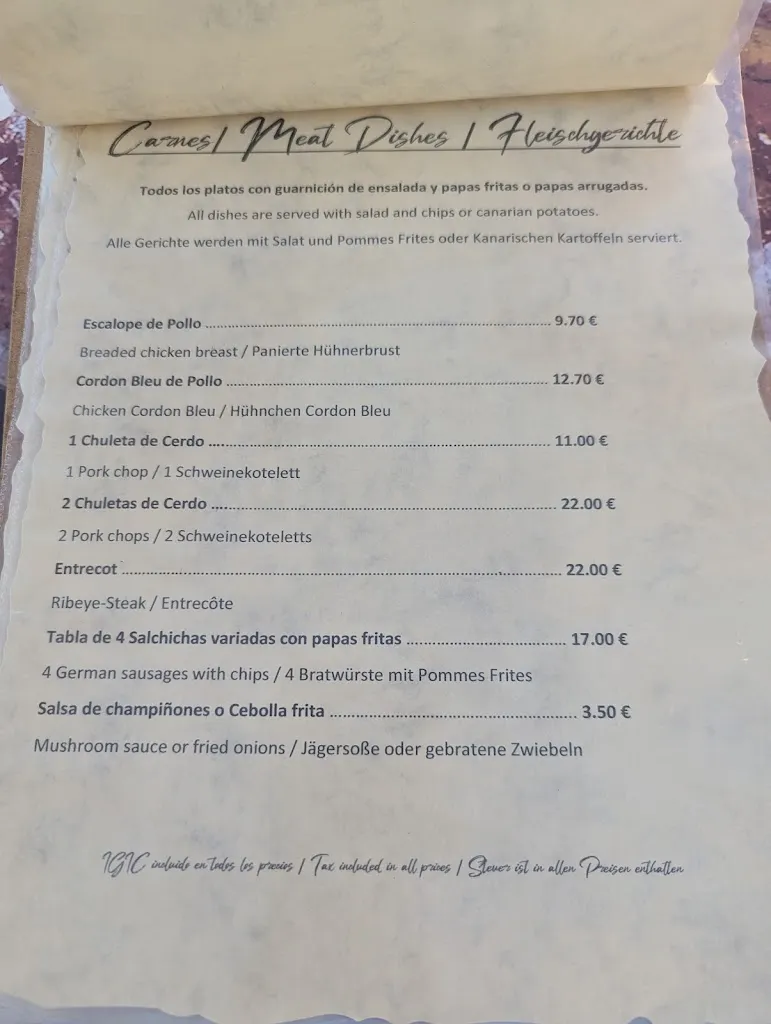 Carnes/ Meat Dishes / Fleischgerichte
Todos los platos con guarnición de ensalada y papas fritas o papas arrugadas.
All dishes are served with salad and chips or canarian potatoes.
Alle Gerichte werden mit Salat und Pommes Frites oder Kanarischen Kartoffeln serviert.
Escalope de Pollo ........................ 9.70 €
Breaded chicken breast / Panierte Hühnerbrust
Cordon Bleu de Pollo ........................ 12.70 €
Chicken Cordon Bleu / Hühnchen Cordon Bleu
1 Chuleta de Cerdo ........................ 11.00 €
1 Pork chop / 1 Schweinekotelett
2 Chuletas de Cerdo ........................ 22.00 €
2 Pork chops / 2 Schweinekoteletts
Entrecot ........................ 22.00 €
Ribeye-Steak / Entrecôte
Tabla de 4 Salchichas variadas con papas fritas ........................ 17.00 €
4 German sausages with chips / 4 Bratwürste mit Pommes Frites
Salsa de champiñones o Cebolla frita ........................ 3.50 €
Mushroom sauce or fried onions / Jägersoße oder gebratene Zwiebeln
IGIC incluido en todos los precios / Tax included in all prices / Steuer ist in allen Preisen enthalten